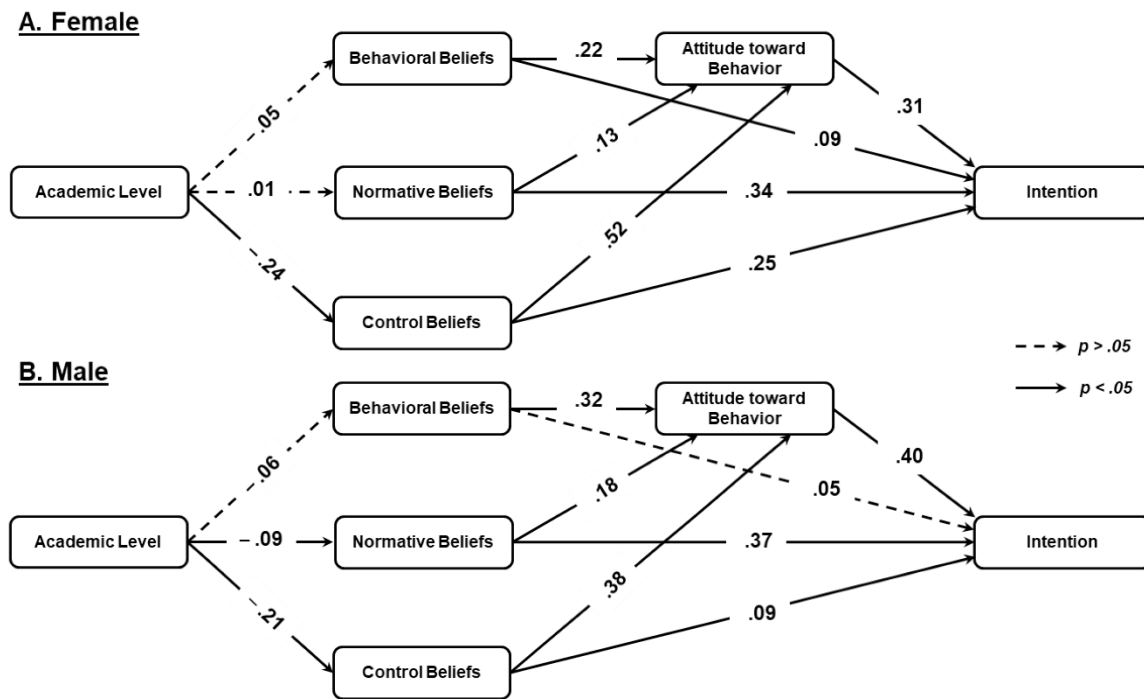 A. Female
Behavioral Beliefs
.22
Attitude toward
Behavior
.05
.13
.09
.31
Academic Level
.01
Normative Beliefs
.34
Intention
– .24
.52
.25
Control Beliefs
p > .05
p < .05
B. Male
Behavioral Beliefs
.32
Attitude toward
Behavior
.06
.18
.05
.40
Academic Level
– .09
Normative Beliefs
.37
Intention
– .21
.38
.09
Control Beliefs